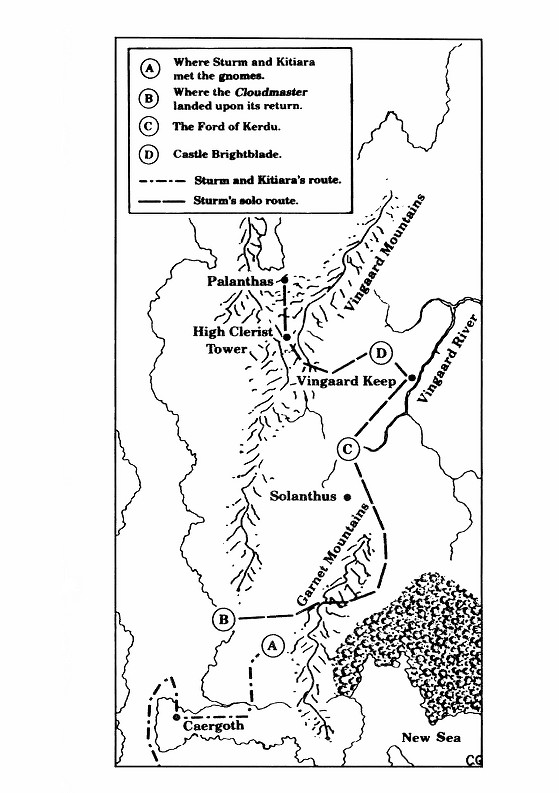 A Where Sturm and Kitiara
met the gnomes.
B Where the Cloudmaster
landed upon its return.
C The Ford of Kerdu.
D Castle Brightblade.
Sturm and Kitiara's route.
Sturm's solo route.
Vingaard Mountains
Palanthas
High Clerist
Tower
Vingaard River
D
Vingaard Keep
C
Solanthus
Garnet Mountains
B
A
Caergoth
New Sea
CG